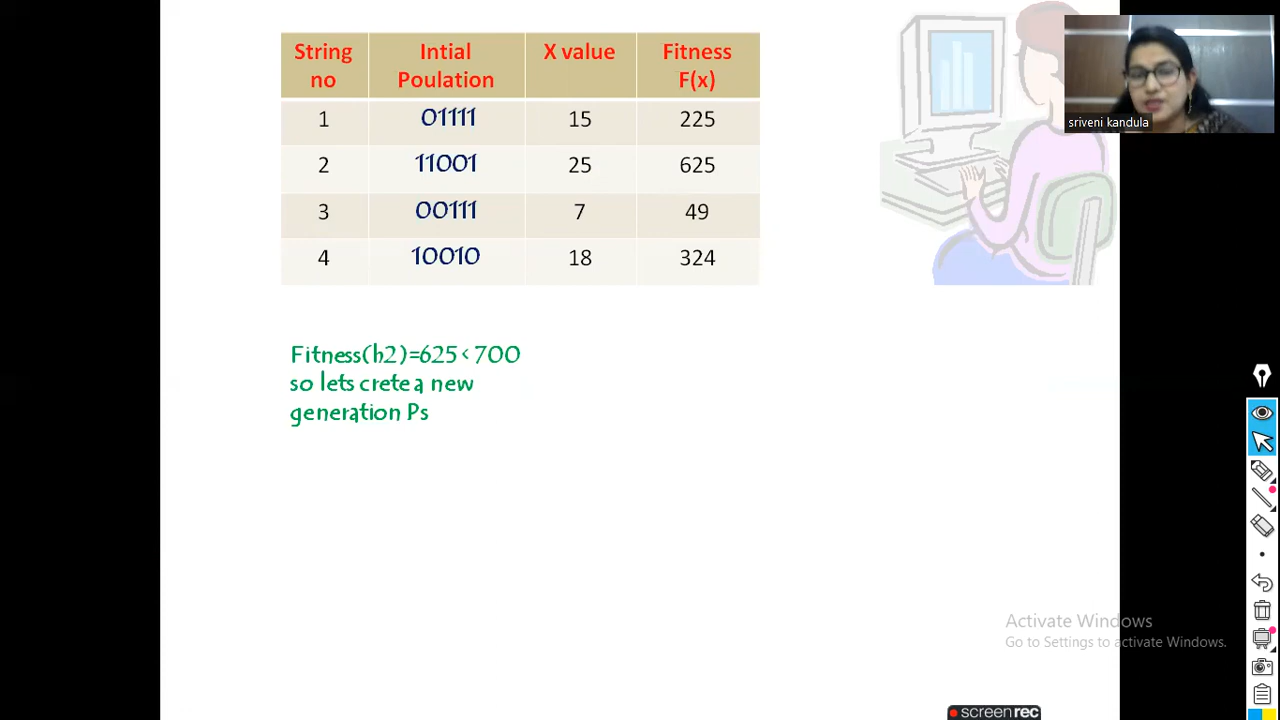 String no Intial Poulation X value Fitness F(x)
1 01111 15 225
2 11001 25 625
3 00111 7 49
4 10010 18 324
sriveni kandula
Fitness(h2)=625<700
so lets crete a new
generation Ps
Activate Windows
Go to Settings to activate Windows.
screenrec